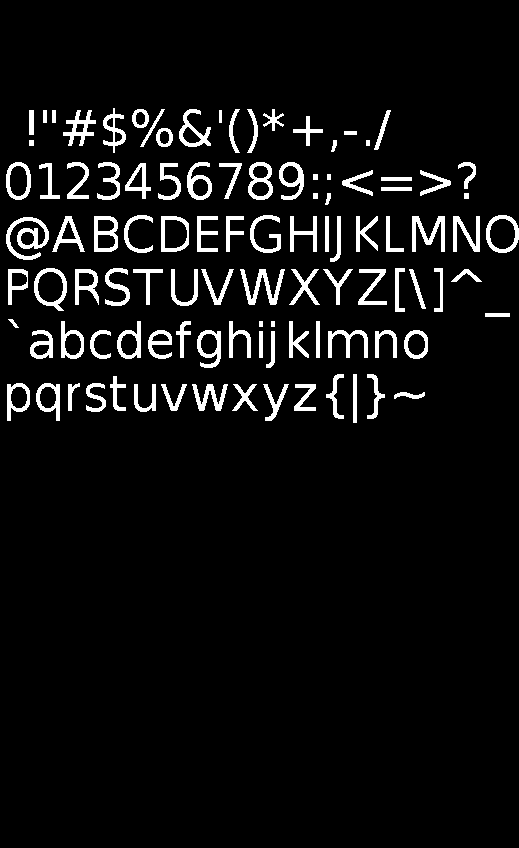 !"#$%&'()*+,-./
0123456789:;<=>?
@ABCDEFGHIJKLMNO
PQRSTUVWXYZ[\]^_
`abcdefghijklmno
pqrstuvwxyz{|}~